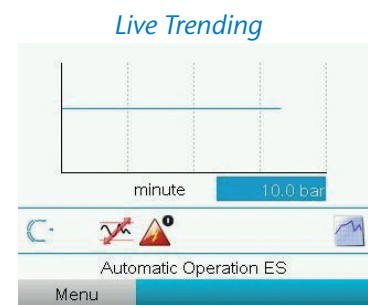 Live Trending
minute 10.0 bar
Automatic Operation ES
Menu